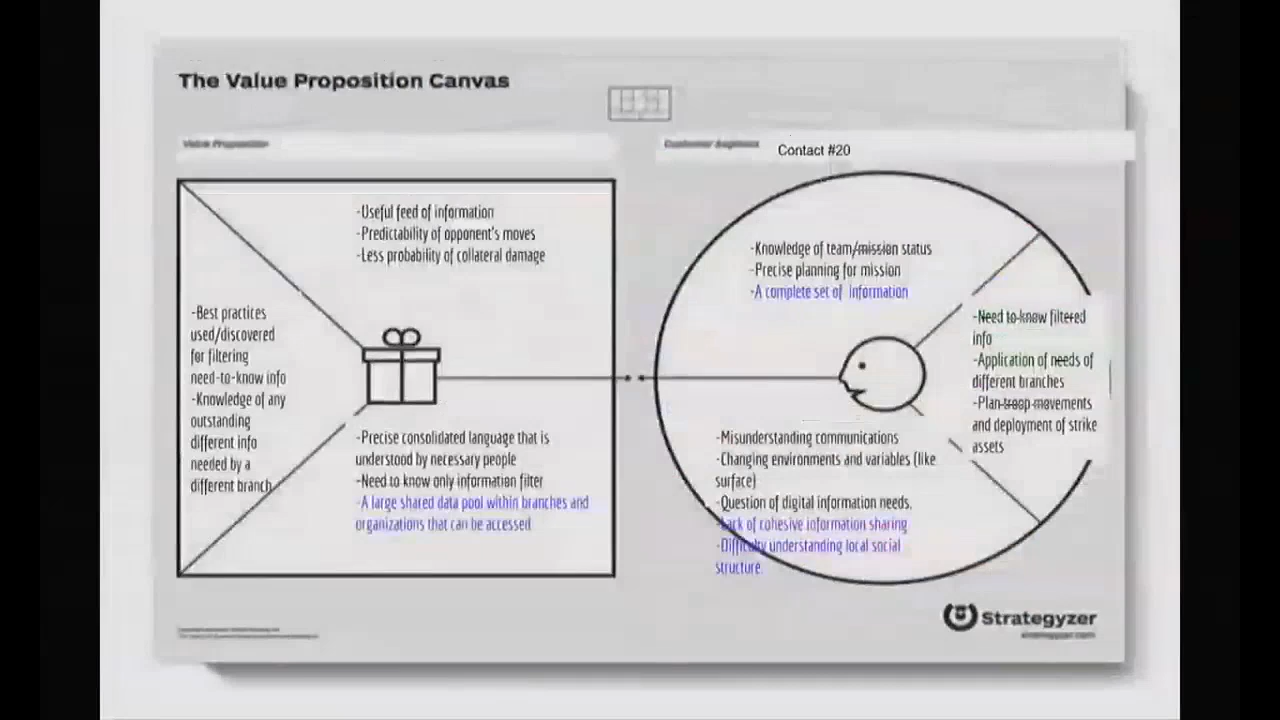 The Value Proposition Canvas
Value Proposition
Customer Segment
Contact #20
-Useful feed of information
-Predictability of opponent's moves
-Less probability of collateral damage
-Best practices
used/discovered
for filtering
need-to-know info
-Knowledge of any
outstanding
different info
needed by a
different branch
-Precise consolidated language that is
understood by necessary people
-Need to know only information filter
-A large shared data pool within branches and
organizations that can be accessed
-Knowledge of team/mission status
-Precise planning for mission
-A complete set of information
-Need to know filtered
info
-Application of needs of
different branches
-Plan troop movements
and deployment of strike
assets
-Misunderstanding communications
-Changing environments and variables (like
surface)
-Question of digital information needs.
-Lack of cohesive information sharing
-Difficulty understanding local social
structure.
Strategyzer
strategyzer.com